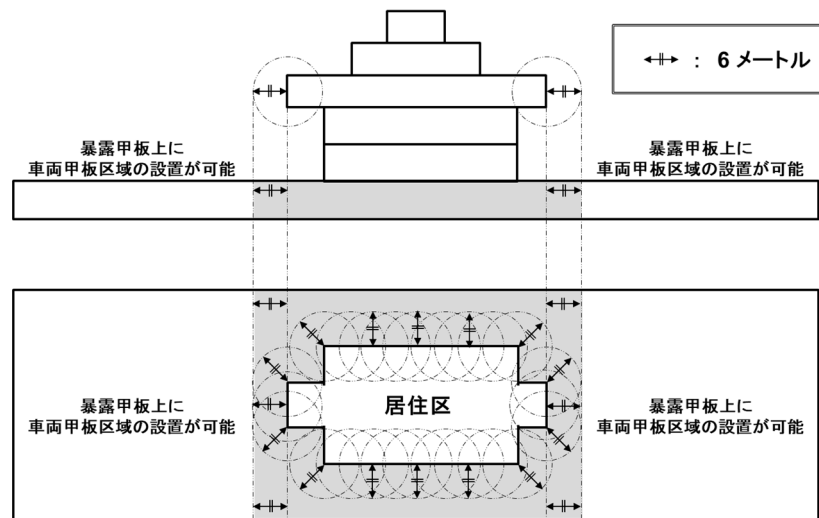 : 6 メートル
暴露甲板上に
車両甲板区域の設置が可能
暴露甲板上に
車両甲板区域の設置が可能
暴露甲板上に
車両甲板区域の設置が可能
居住区
暴露甲板上に
車両甲板区域の設置が可能